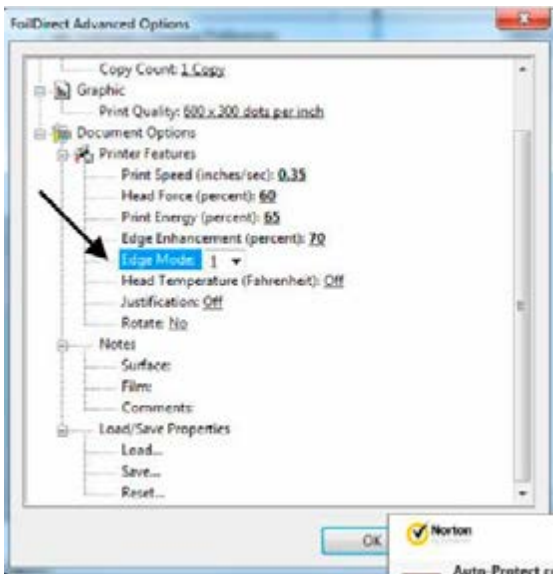 FoilDirect Advanced Options
Copy Count: 1 Copy
Graphic
Print Quality: 600 x 300 dots per inch
Document Options
Printer Features
Print Speed (inches/sec): 0.35
Head Force (percent): 60
Print Energy (percent): 65
Edge Enhancement (percent): 70
Edge Mode: 1
Head Temperature (Fahrenheit): Off
Justification: Off
Rotate: No
Notes
Surface:
Film:
Comments:
Load/Save Properties
Load...
Save...
Reset...
OK
Norton
Auto-Protect